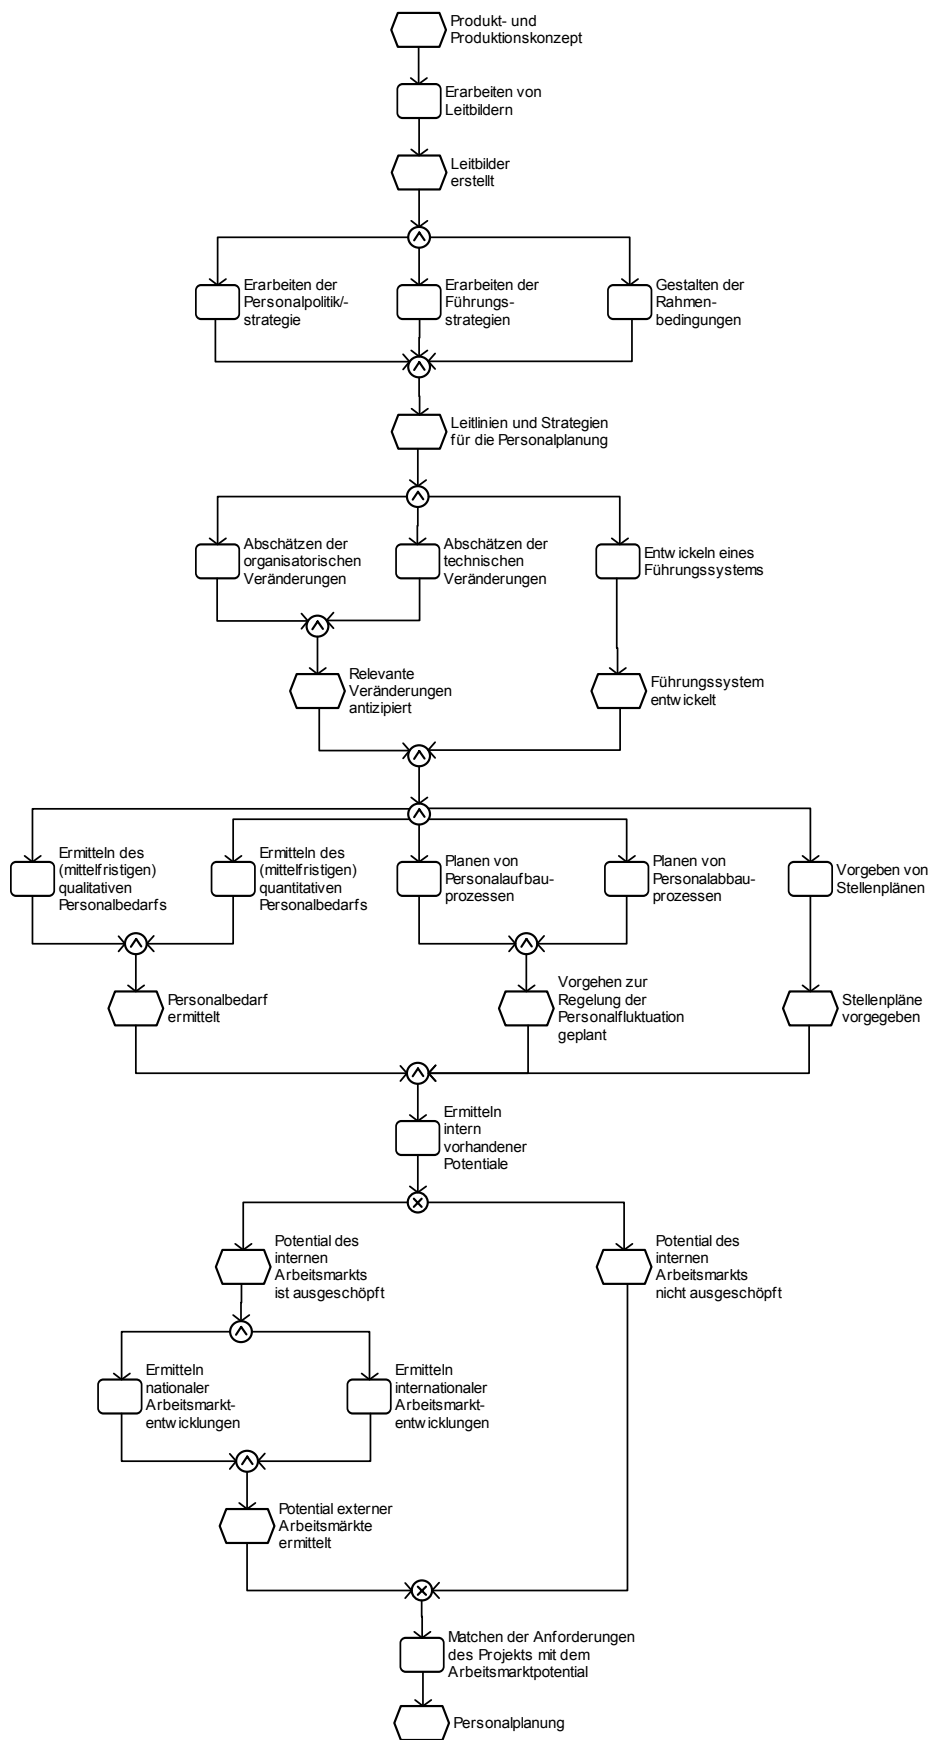 Produkt- und
Produktionskonzept
Erarbeiten von
Leitbildern
Leitbilder
erstellt
Erarbeiten der
Personalpolitik/-
strategie
Erarbeiten der
Führungs-
strategien
Gestalten der
Rahmen-
bedingungen
Leitlinien und Strategien
für die Personalplanung
Abschätzen der
organisatorischen
Veränderungen
Abschätzen der
technischen
Veränderungen
Entwickeln eines
Führungssystems
Relevante
Veränderungen
antizipiert
Führungssystem
entwickelt
Ermitteln des
(mittelfristigen)
qualitativen
Personalbedarfs
Ermitteln des
(mittelfristigen)
quantitativen
Personalbedarfs
Planen von
Personalaufbau-
prozessen
Planen von
Personalabbau-
prozessen
Vorgeben von
Stellenplänen
Personalbedarf
ermittelt
Vorgehen zur
Regelung der
Personalfluktuation
geplant
Stellenpläne
vorgegeben
Ermitteln
intern
vorhandener
Potentiale
Potential des
internen
Arbeitsmarkts
ist ausgeschöpft
Potential des
internen
Arbeitsmarkts
nicht ausgeschöpft
Ermitteln
nationaler
Arbeitsmarkt-
entwicklungen
Ermitteln
internationaler
Arbeitsmarkt-
entwicklungen
Potential externer
Arbeitsmärkte
ermittelt
Matchen der Anforderungen
des Projekts mit dem
Arbeitsmarktpotential
Personalplanung